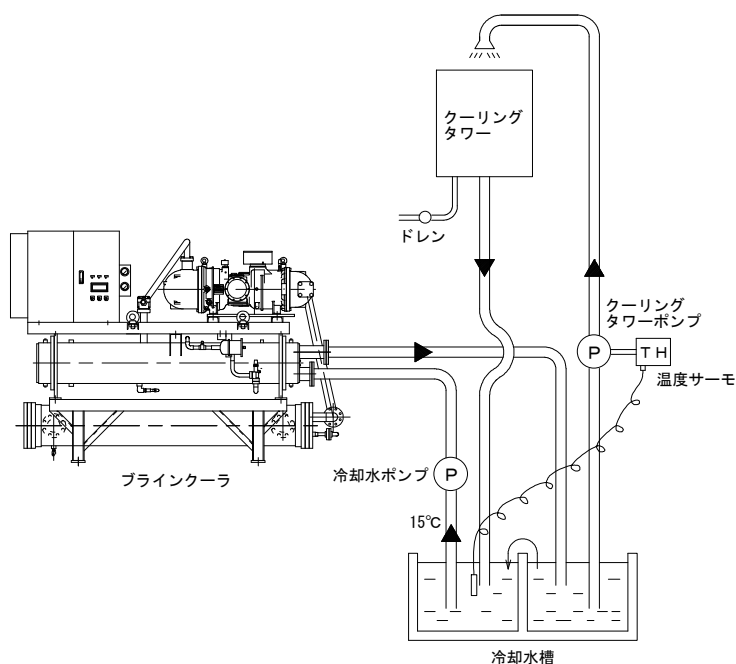 クーリング
タワー
ドレン
クーリング
タワーポンプ
P
TH
温度サーモ
ブラインクーラ
冷却水ポンプ
P
15℃
冷却水槽